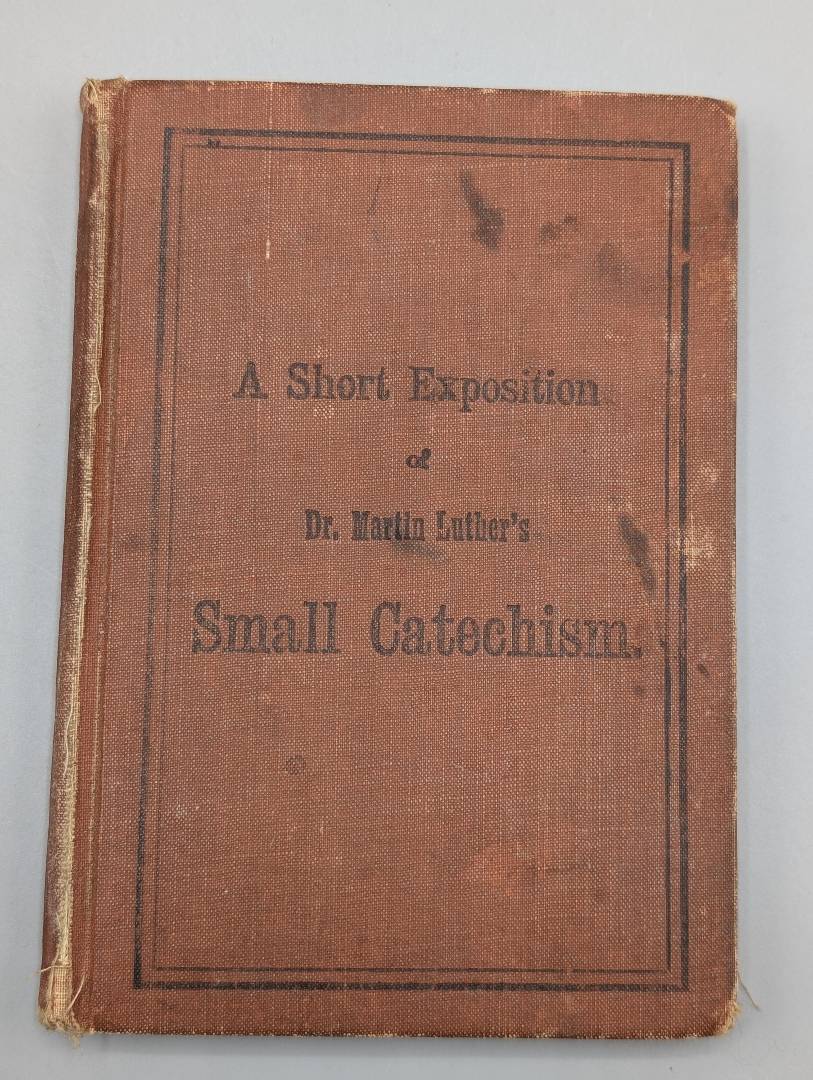 A Short Exposition
of
Dr. Martin Luther's
Small Catechism.